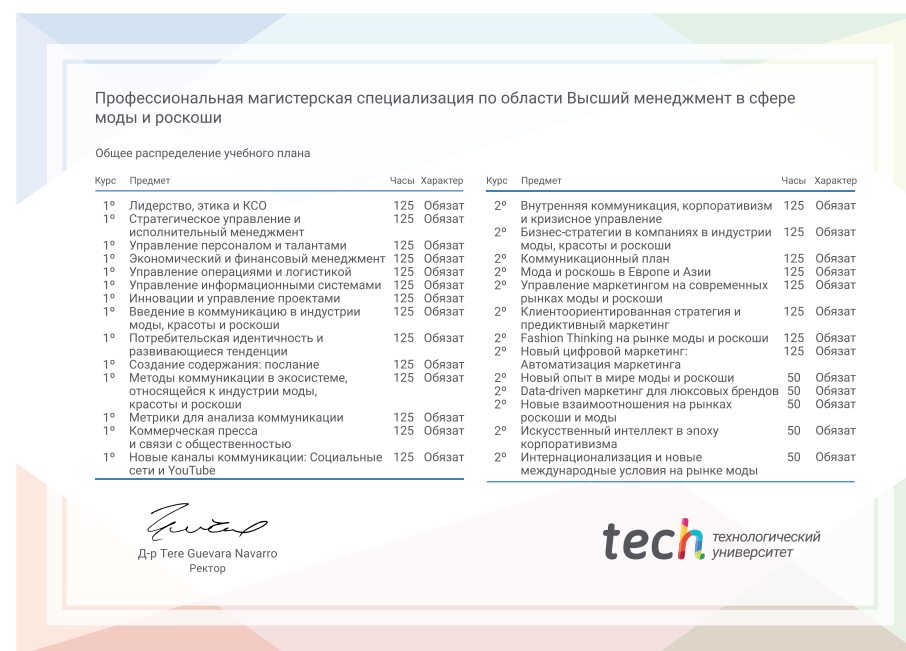 Профессиональная магистерская специализация по области Высший менеджмент в сфере
моды и роскоши
Общее распределение учебного плана
Курс Предмет Часы Характер
1º Лидерство, этика и КСО 125 Обязат
1º Стратегическое управление и 125 Обязат
исполнительный менеджмент
1º Управление персоналом и талантами 125 Обязат
1º Экономический и финансовый менеджмент 125 Обязат
1º Управление операциями и логистикой 125 Обязат
1º Управление информационными системами 125 Обязат
1º Инновации и управление проектами 125 Обязат
1º Введение в коммуникацию в индустрии 125 Обязат
моды, красоты и роскоши
1º Потребительская идентичность и 125 Обязат
развивающиеся тенденции
1º Создание содержания: послание 125 Обязат
1º Методы коммуникации в экосистеме, 125 Обязат
относящейся к индустрии моды,
красоты и роскоши
1º Метрики для анализа коммуникации 125 Обязат
1º Коммерческая пресса 125 Обязат
и связи с общественностью
1º Новые каналы коммуникации: Социальные 125 Обязат
сети и YouTube
Курс Предмет Часы Характер
2º Внутренняя коммуникация, корпоративизм 125 Обязат
и кризисное управление
2º Бизнес-стратегии в компаниях в индустрии 125 Обязат
моды, красоты и роскоши
2º Коммуникационный план 125 Обязат
2º Мода и роскошь в Европе и Азии 125 Обязат
2º Управление маркетингом на современных 125 Обязат
рынках моды и роскоши
2º Клиентоориентированная стратегия и 125 Обязат
предиктивный маркетинг
2º Fashion Thinking на рынке моды и роскоши 125 Обязат
2º Новый цифровой маркетинг: 125 Обязат
Автоматизация маркетинга
2º Новый опыт в мире моды и роскоши 50 Обязат
2º Data-driven маркетинг для люксовых брендов 50 Обязат
2º Новые взаимоотношения на рынках 50 Обязат
роскоши и моды
2º Искусственный интеллект в эпоху 50 Обязат
корпоративизма
2º Интернационализация и новые 50 Обязат
международные условия на рынке моды
Д-р Tere Guevara Navarro
Ректор
tech технологический
университет